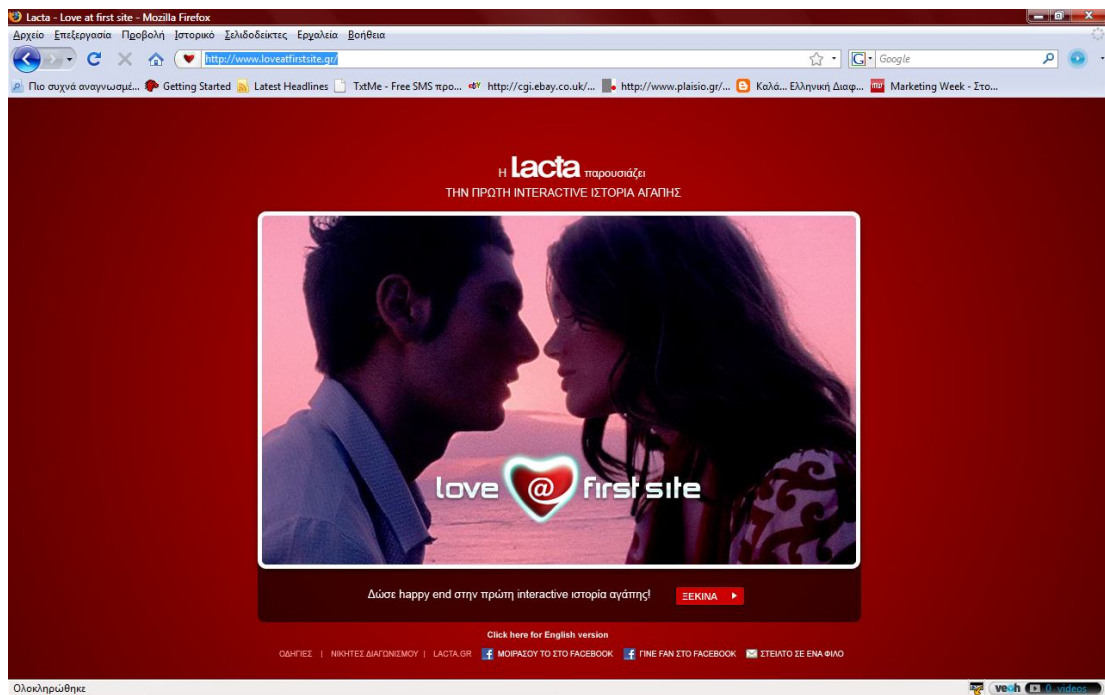 Lacta - Love at first site - Mozilla Firefox
Αρχείο Επεξεργασία Προβολή Ιστορικό Σελιδοδείκτες Εργαλεία Βοήθεια
http://www.loveatfirstsite.gr/ Google
Πιο συχνά αναγνωσμέ... Getting Started Latest Headlines TxtMe - Free SMS προ... http://cgi.ebay.co.uk/... http://www.plaisio.gr/... Καλά... Ελληνική Διαφ... Marketing Week - Στο...
Η Lacta παρουσιάζει
ΤΗΝ ΠΡΩΤΗ INTERACTIVE ΙΣΤΟΡΙΑ ΑΓΑΠΗΣ
love @ first site
Δώσε happy end στην πρώτη interactive ιστορία αγάπης! ΞΕΚΙΝΑ
Click here for English version
ΟΔΗΓΙΕΣ | ΝΙΚΗΤΕΣ ΔΙΑΓΩΝΙΣΜΟΥ | LACTA.GR ΜΟΙΡΑΣΟΥ ΤΟ ΣΤΟ FACEBOOK ΓΙΝΕ FAN ΣΤΟ FACEBOOK ΣΤΕΙΛΤΟ ΣΕ ΕΝΑ ΦΙΛΟ
Ολοκληρώθηκε veoh 0 videos